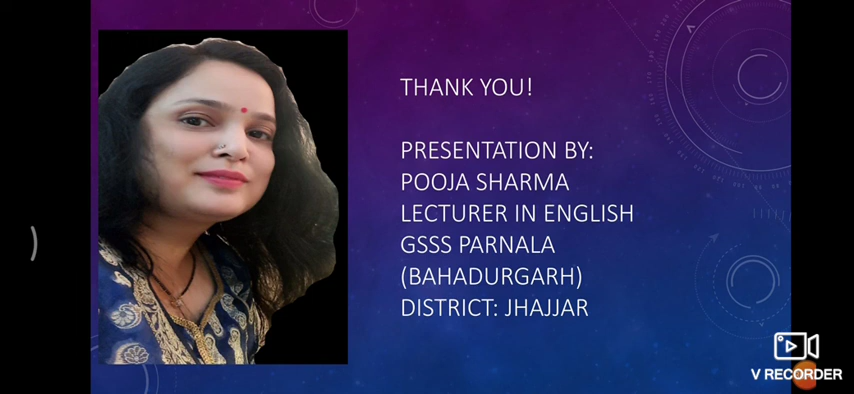 THANK YOU!
PRESENTATION BY:
POOJA SHARMA
LECTURER IN ENGLISH
GSSS PARNALA
(BAHADURGARH)
DISTRICT: JHAJJAR
V RECORDER